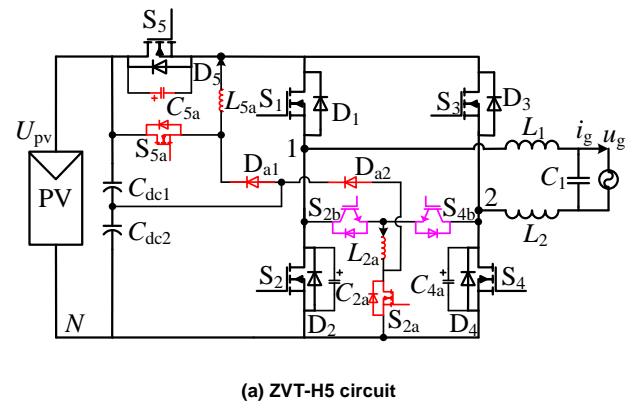 S5
D5
C5a
L5a
S5a
S1
D1
S3
D3
Upv
PV
Cdc1
Cdc2
Da1
Da2
1
L1
ig
ug
C1
2
L2
S2b
S4b
L2a
S2
C2a
D2
S2a
C4a
D4
S4
N
(a) ZVT-H5 circuit